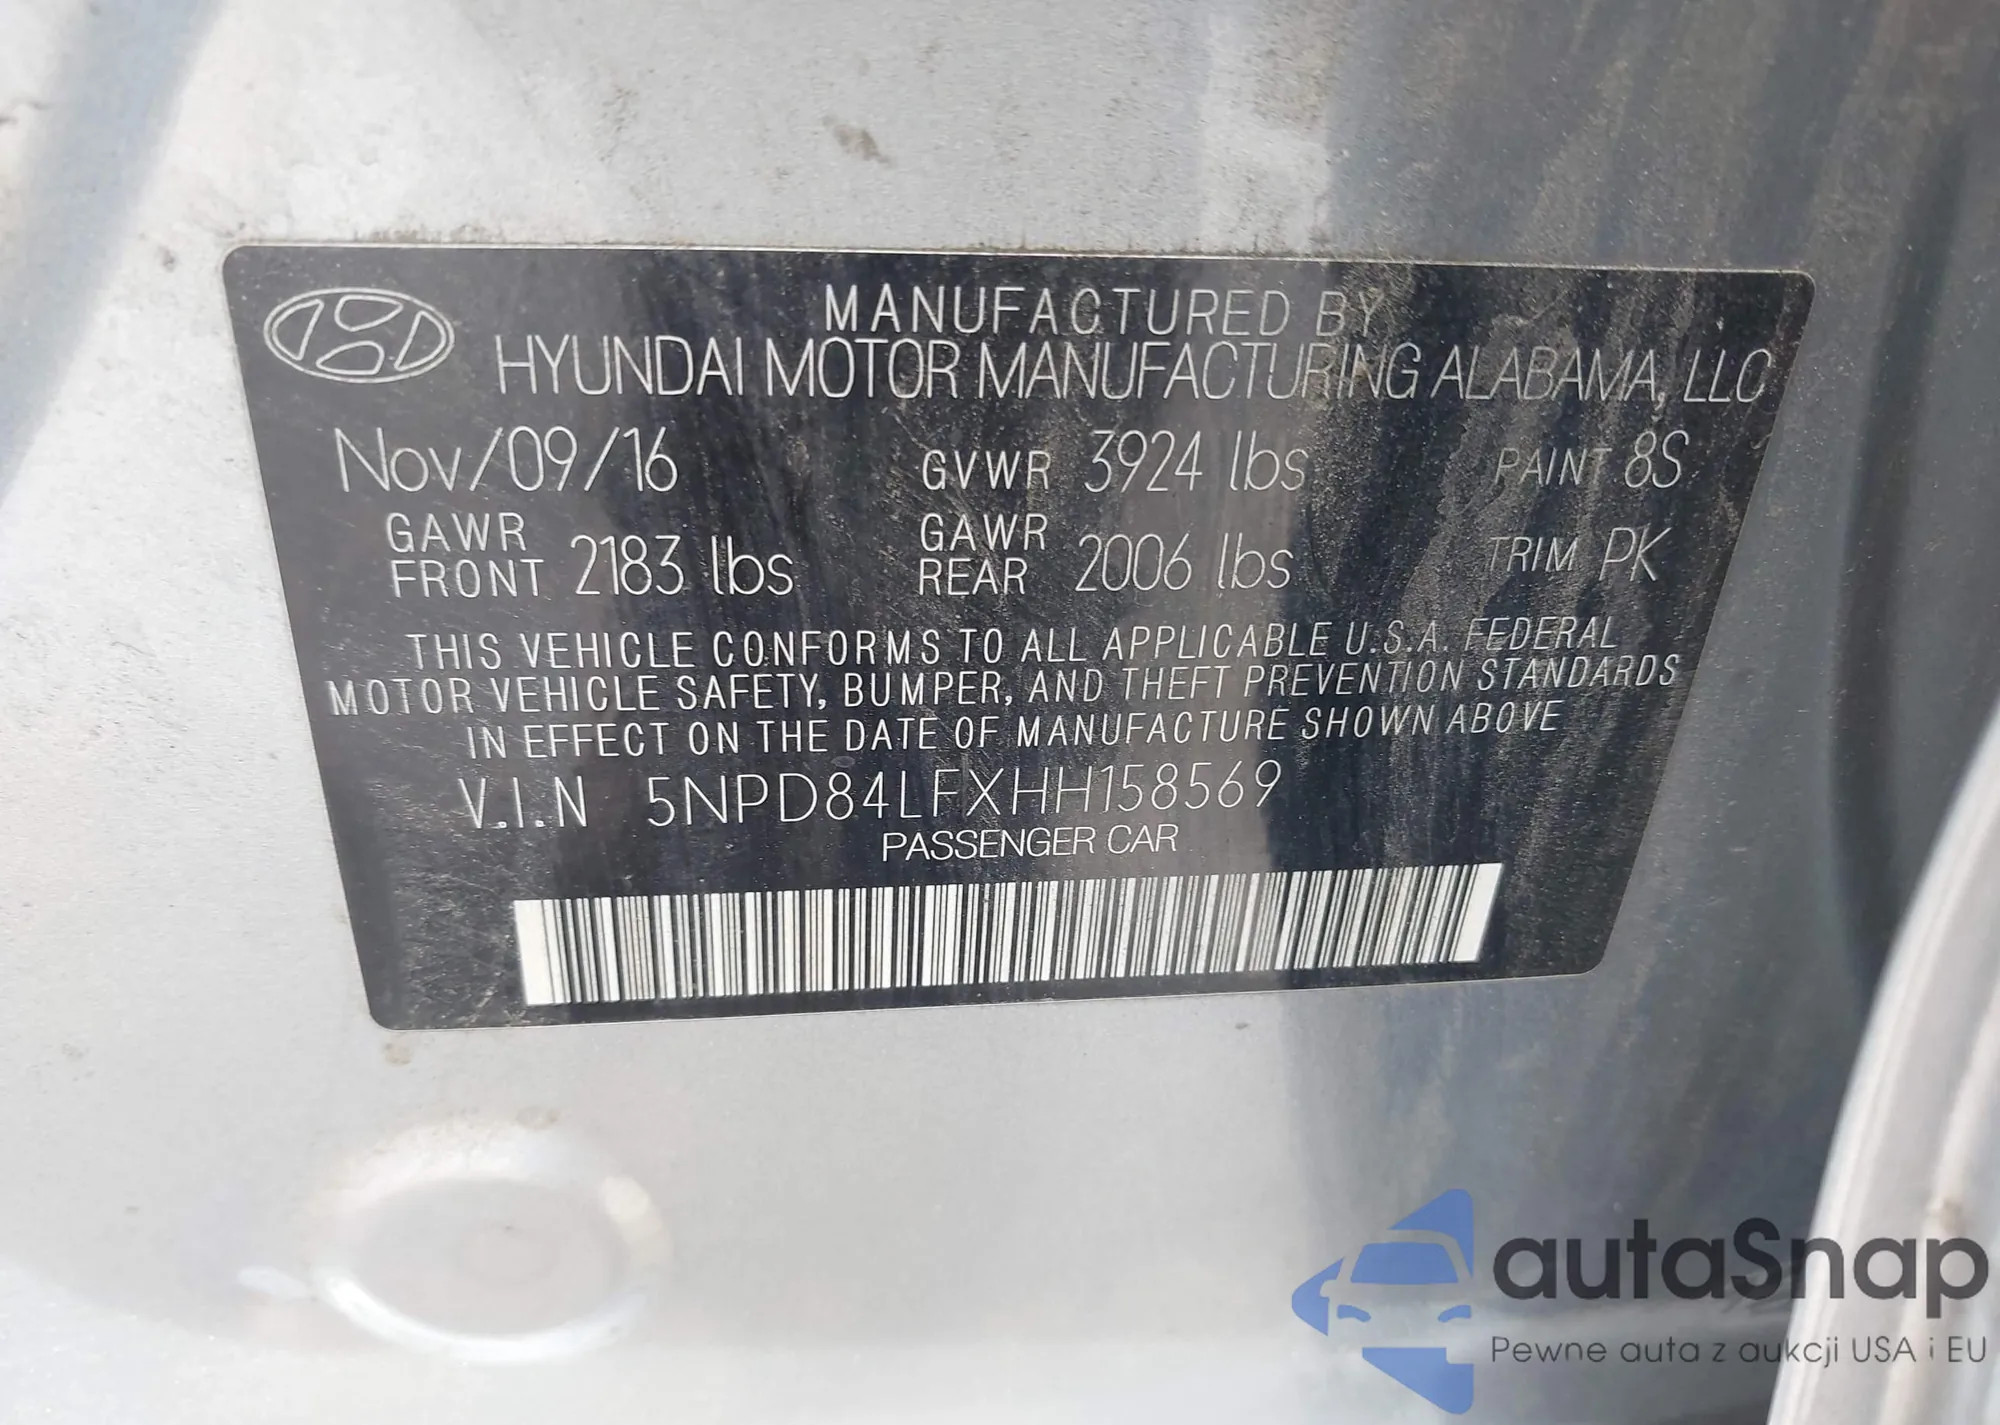 MANUFACTURED BY
HYUNDAI MOTOR MANUFACTURING ALABAMA, LLC
Nov/09/16 GVWR 3924 lbs PAINT 8S
GAWR FRONT 2183 lbs GAWR REAR 2006 lbs TRIM PK
THIS VEHICLE CONFORMS TO ALL APPLICABLE U.S.A. FEDERAL
MOTOR VEHICLE SAFETY, BUMPER, AND THEFT PREVENTION STANDARDS
IN EFFECT ON THE DATE OF MANUFACTURE SHOWN ABOVE
V.I.N 5NPD84LFXHH158569
PASSENGER CAR
autaSnap
Pewne auta z aukcji USA i EU